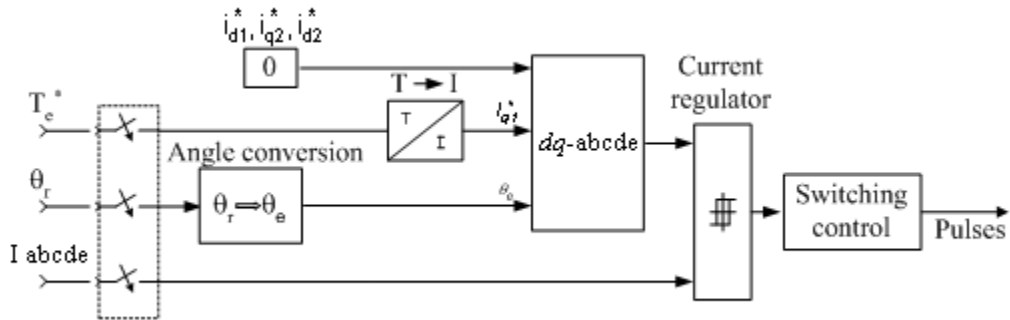 i*d1, i*q2, i*d2
0
T → I
Current
regulator
Te*
T
I
i*q1
dq-abcde
Angle conversion
θr
θr ⇒ θe
θe
Switching
control
Pulses
I abcde